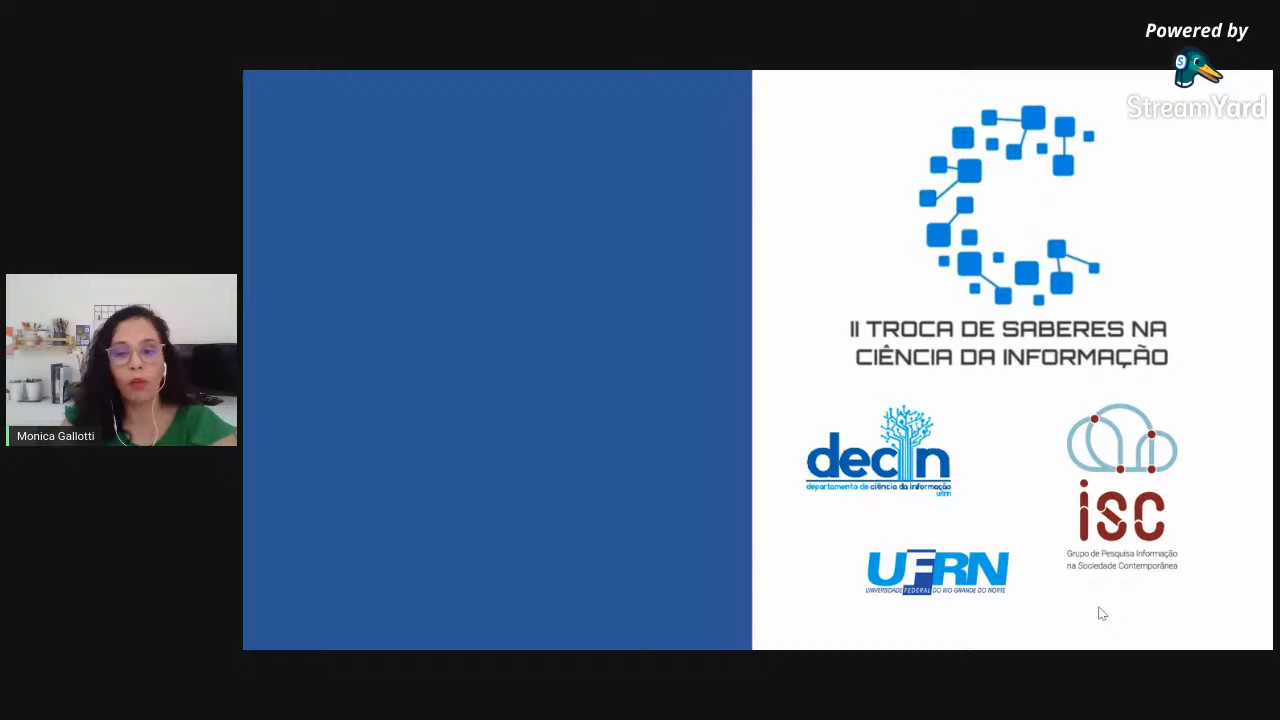 Powered by
StreamYard
II TROCA DE SABERES NA
CIÊNCIA DA INFORMAÇÃO
decin
departamento de ciência da informação
ufrn
isc
Grupo de Pesquisa Informação
na Sociedade Contemporânea
UFRN
UNIVERSIDADE FEDERAL DO RIO GRANDE DO NORTE
Monica Gallotti